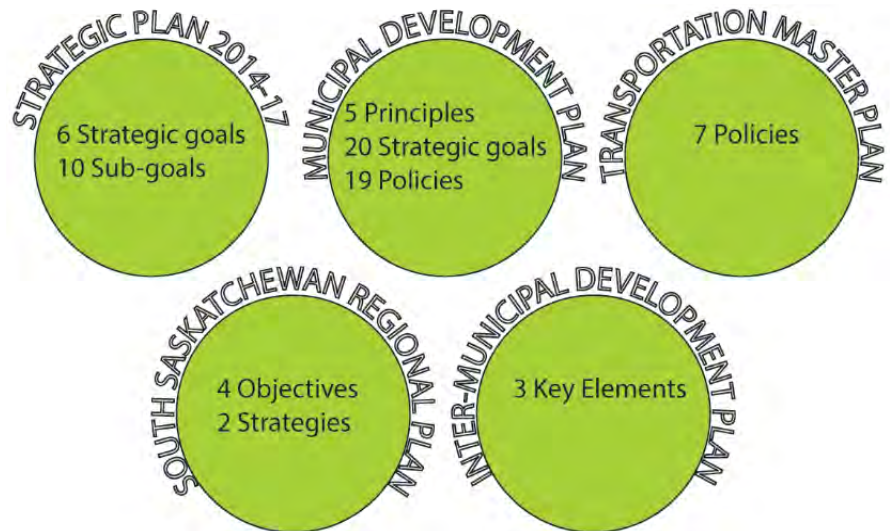 STRATEGIC PLAN 2014-17
6 Strategic goals
10 Sub-goals
MUNICIPAL DEVELOPMENT PLAN
5 Principles
20 Strategic goals
19 Policies
TRANSPORTATION MASTER PLAN
7 Policies
SOUTH SASKATCHEWAN REGIONAL PLAN
4 Objectives
2 Strategies
INTER-MUNICIPAL DEVELOPMENT PLAN
3 Key Elements